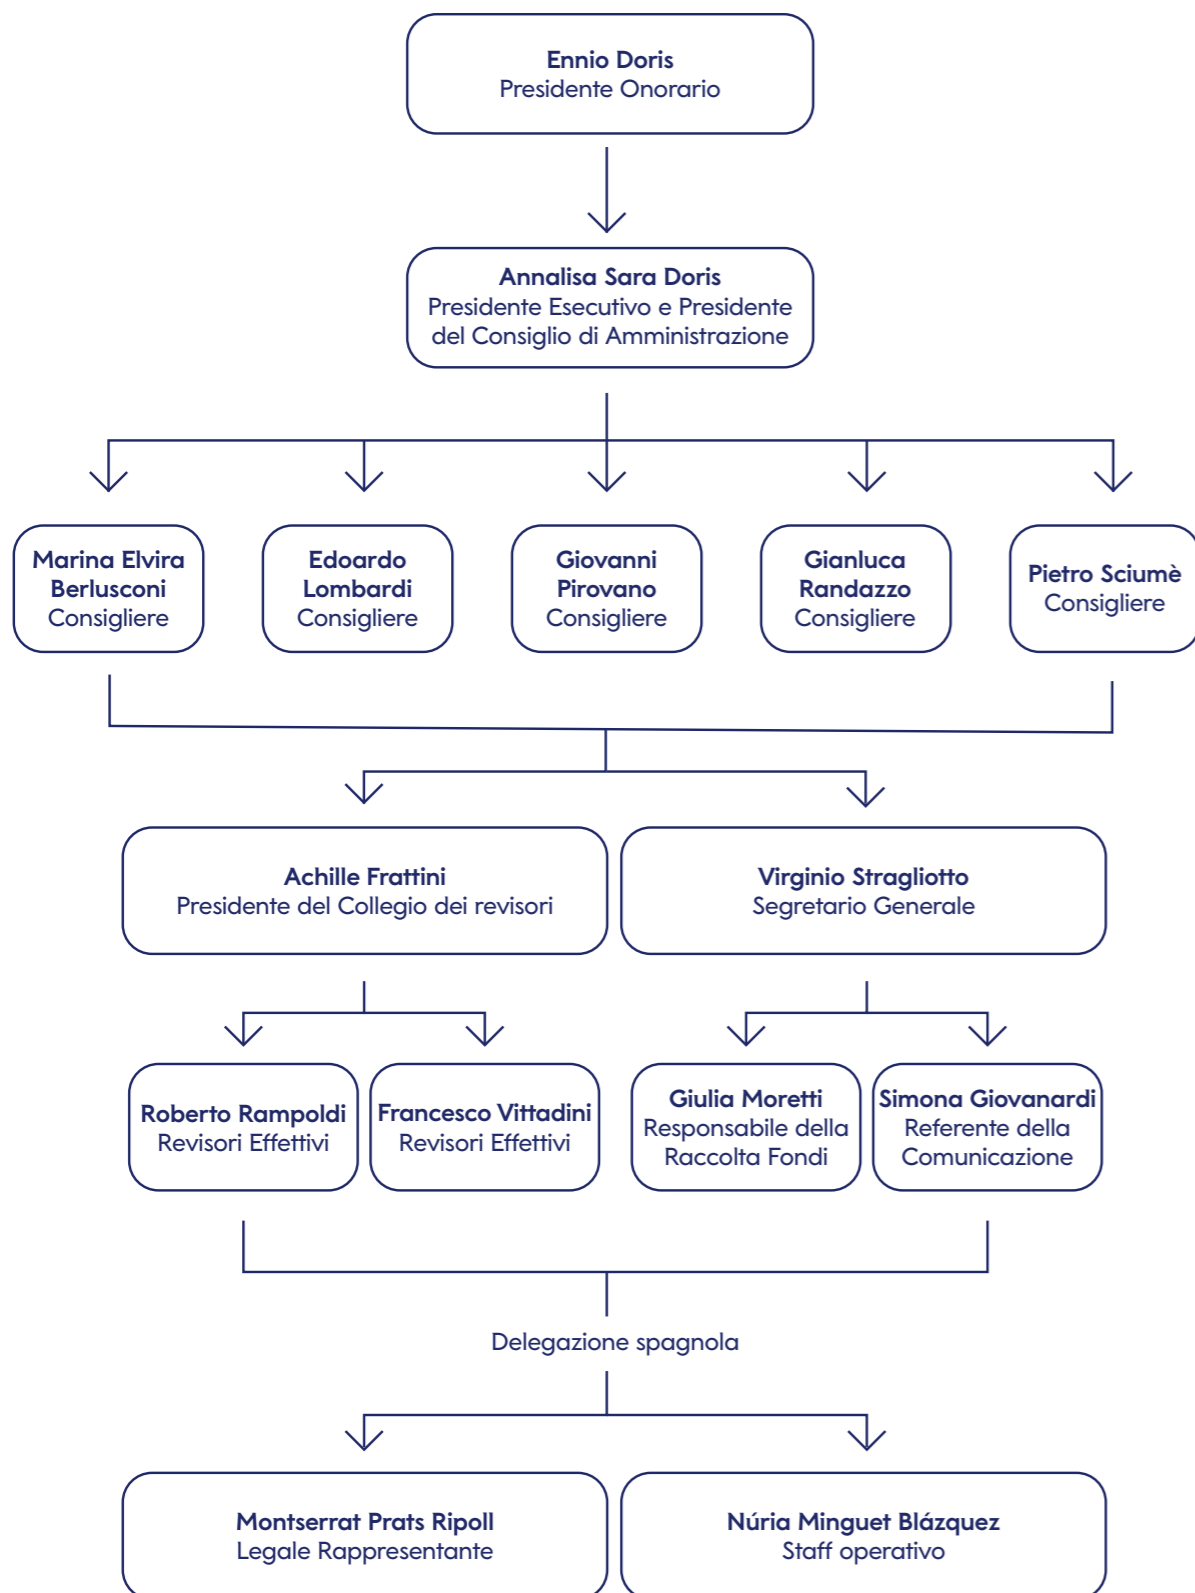 Ennio Doris
Presidente Onorario
Annalisa Sara Doris
Presidente Esecutivo e Presidente
del Consiglio di Amministrazione
Marina Elvira
Berlusconi
Consigliere
Edoardo
Lombardi
Consigliere
Giovanni
Pirovano
Consigliere
Gianluca
Randazzo
Consigliere
Pietro Sciumè
Consigliere
Achille Frattini
Presidente del Collegio dei revisori
Virginio Stragliotto
Segretario Generale
Roberto Rampoldi
Revisori Effettivi
Francesco Vittadini
Revisori Effettivi
Giulia Moretti
Responsabile della
Raccolta Fondi
Simona Giovanardi
Referente della
Comunicazione
Delegazione spagnola
Montserrat Prats Ripoll
Legale Rappresentante
Núria Minguet Blázquez
Staff operativo